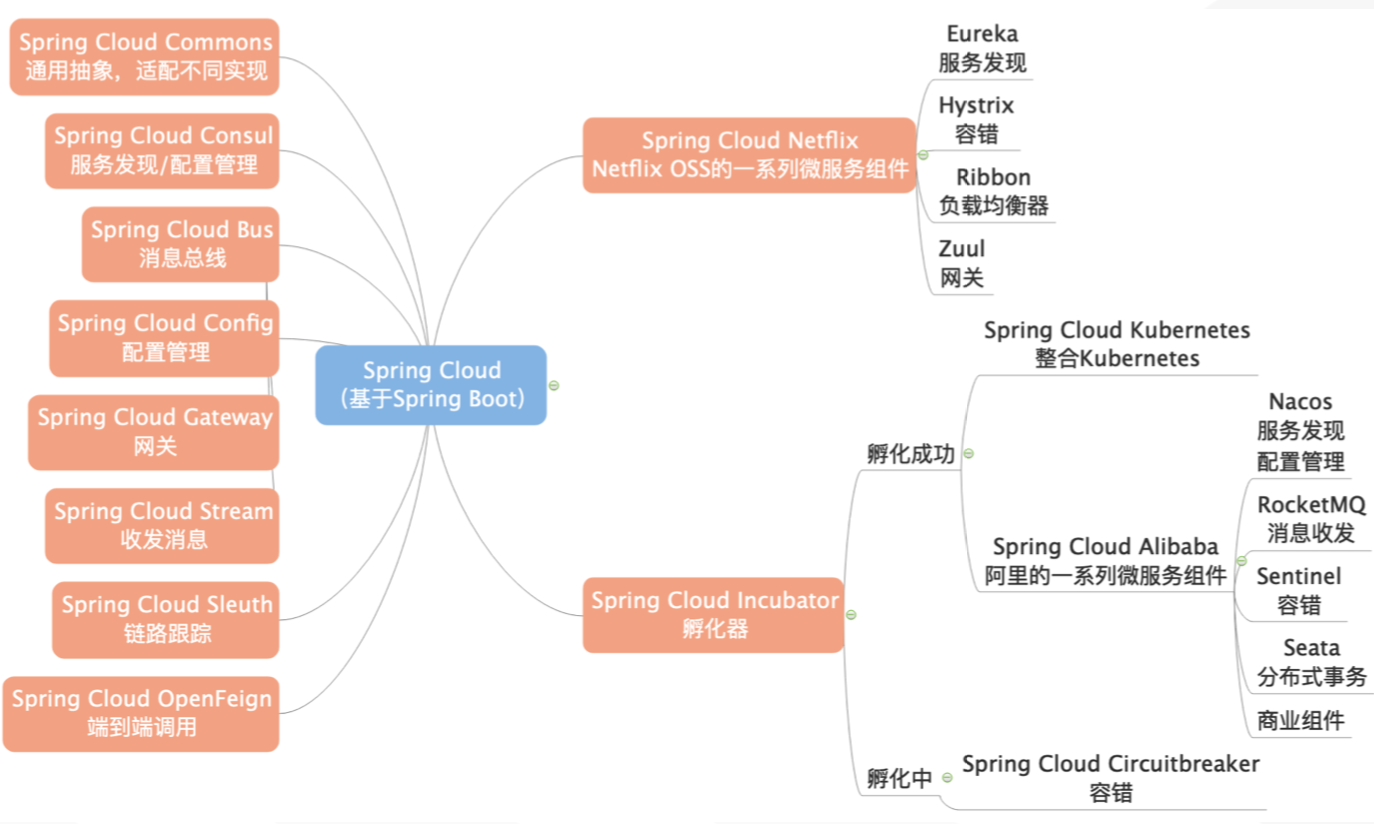 Spring Cloud Commons
通用抽象，适配不同实现
Spring Cloud Consul
服务发现/配置管理
Spring Cloud Bus
消息总线
Spring Cloud Config
配置管理
Spring Cloud Gateway
网关
Spring Cloud Stream
收发消息
Spring Cloud Sleuth
链路跟踪
Spring Cloud OpenFeign
端到端调用
Spring Cloud
（基于Spring Boot）
Spring Cloud Netflix
Netflix OSS的一系列微服务组件
Eureka
服务发现
Hystrix
容错
Ribbon
负载均衡器
Zuul
网关
Spring Cloud Incubator
孵化器
孵化成功
Spring Cloud Kubernetes
整合Kubernetes
Spring Cloud Alibaba
阿里的一系列微服务组件
Nacos
服务发现
配置管理
RocketMQ
消息收发
Sentinel
容错
Seata
分布式事务
商业组件
孵化中
Spring Cloud Circuitbreaker
容错